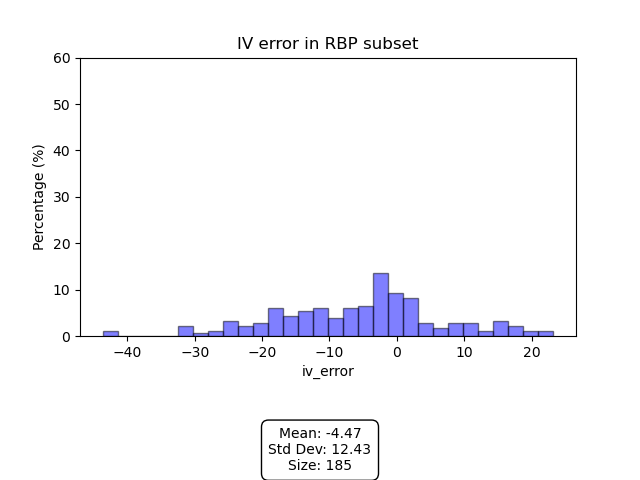 IV error in RBP subset
60
50
40
30
20
10
0
Percentage (%)
−40 −30 −20 −10 0 10 20
iv_error
Mean: -4.47
Std Dev: 12.43
Size: 185